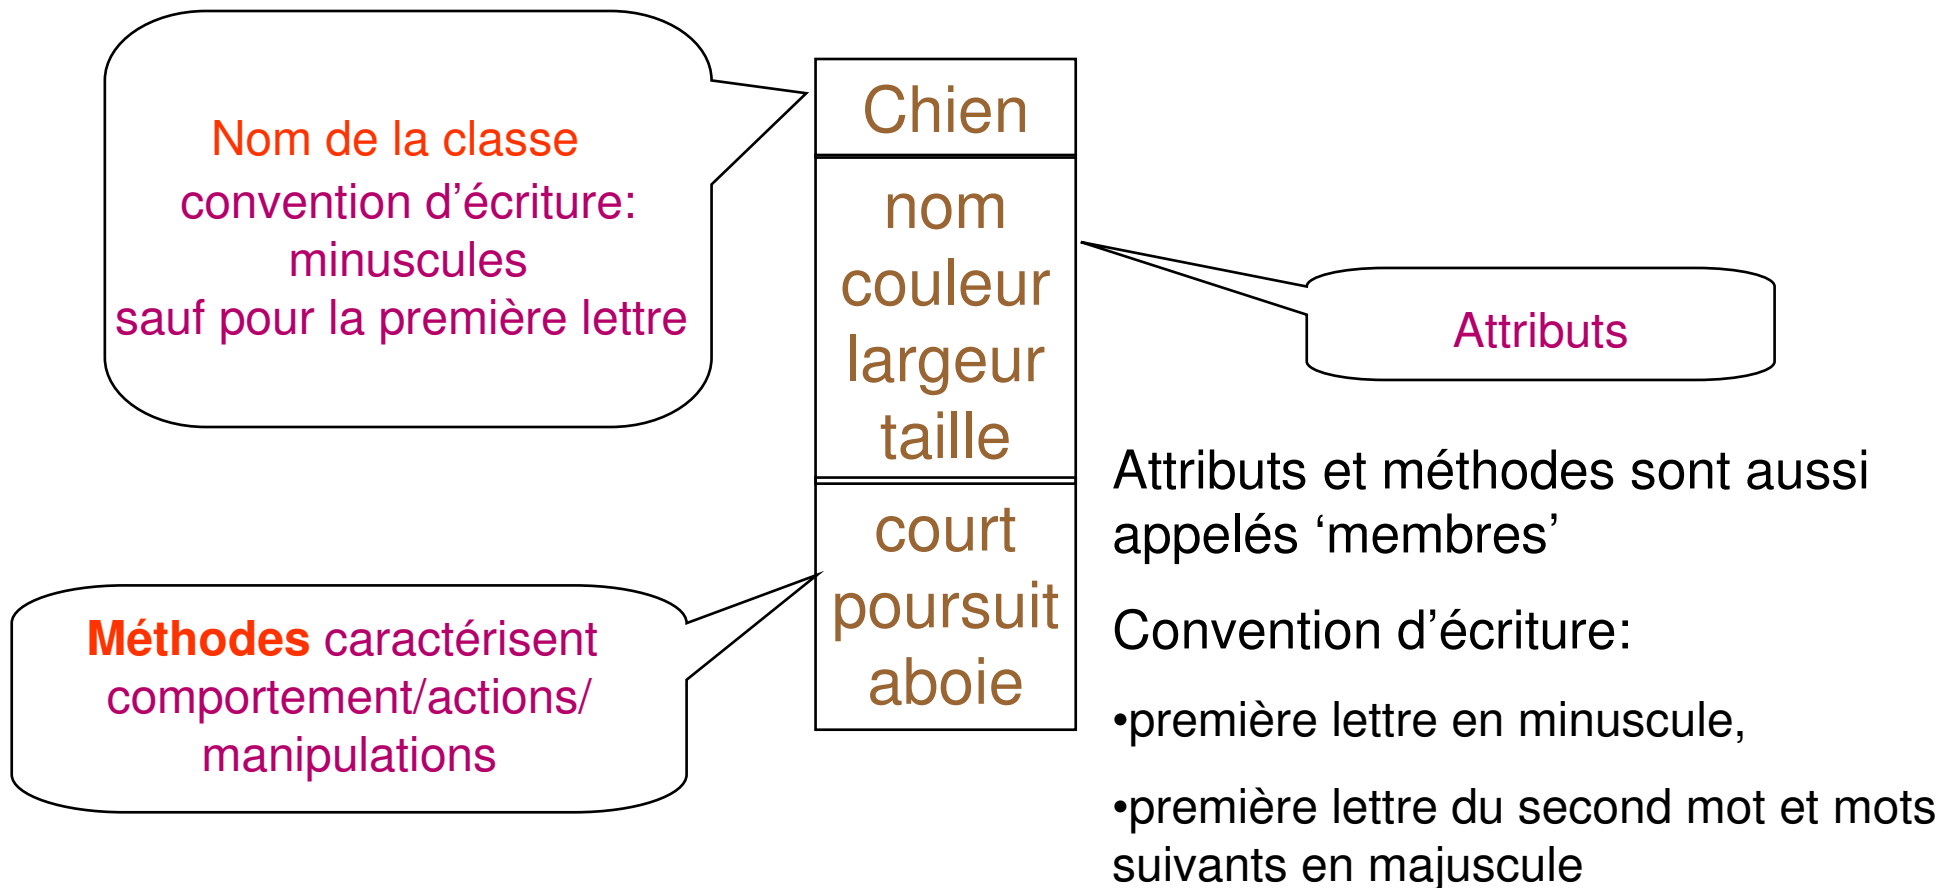 Nom de la classe
convention d’écriture:
minuscules
sauf pour la première lettre
Chien
nom
couleur
largeur
taille
court
poursuit
aboie
Attributs
Méthodes caractérisent
comportement/actions/
manipulations
Attributs et méthodes sont aussi
appelés ‘membres’
Convention d’écriture:
•première lettre en minuscule,
•première lettre du second mot et mots
suivants en majuscule